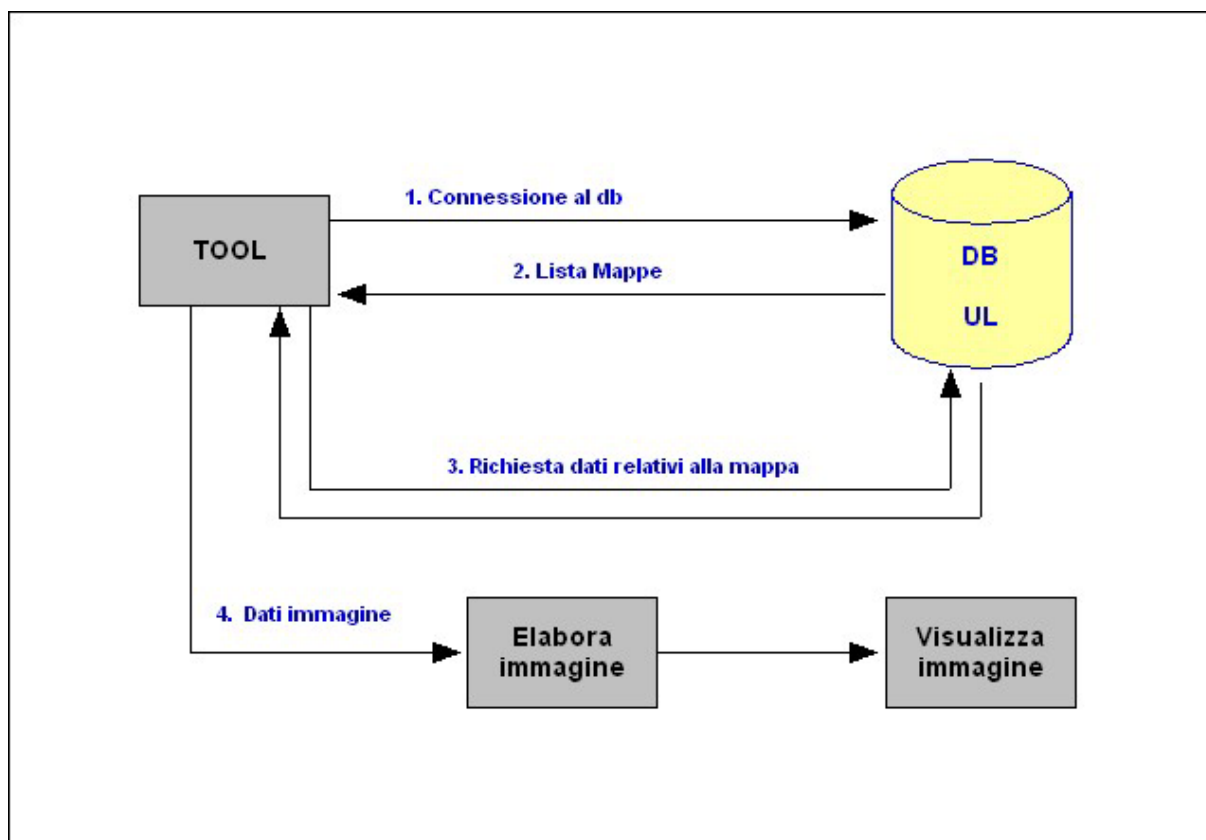 1. Connessione al db
TOOL
2. Lista Mappe
DB
UL
3. Richiesta dati relativi alla mappa
4. Dati immagine
Elabora
immagine
Visualizza
immagine